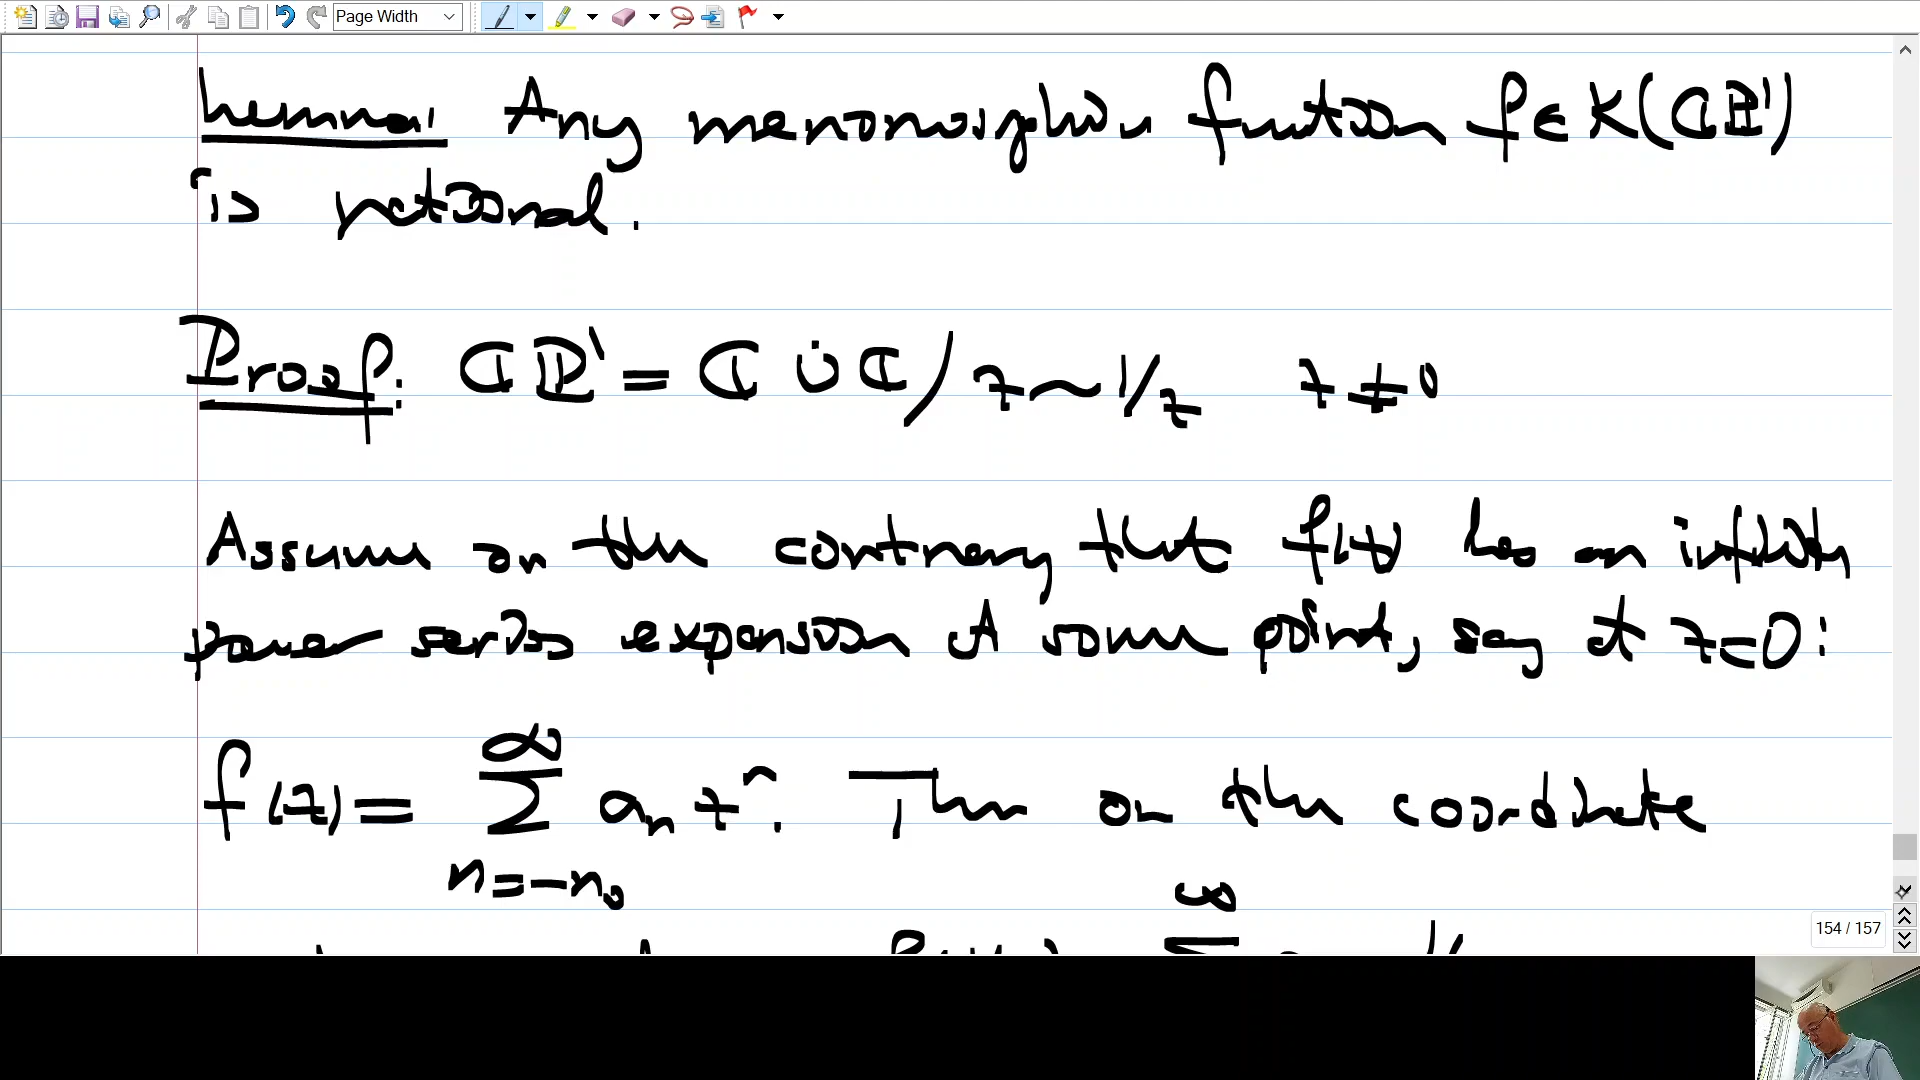 Page Width
Lemma: Any meromorphic function f ∈ K(ℂℙ¹)
is rational.
Proof: ℂℙ¹ = ℂ ∪̇ ℂ / z ~ 1/z z ≠ 0
Assume on the contrary that f(z) has an infinite
power series expansion at some point, say at z=0:
f(z) = ∑_{n=-n₀}^{∞} aₙ zⁿ. Then on the coordinate
∞
154 / 157